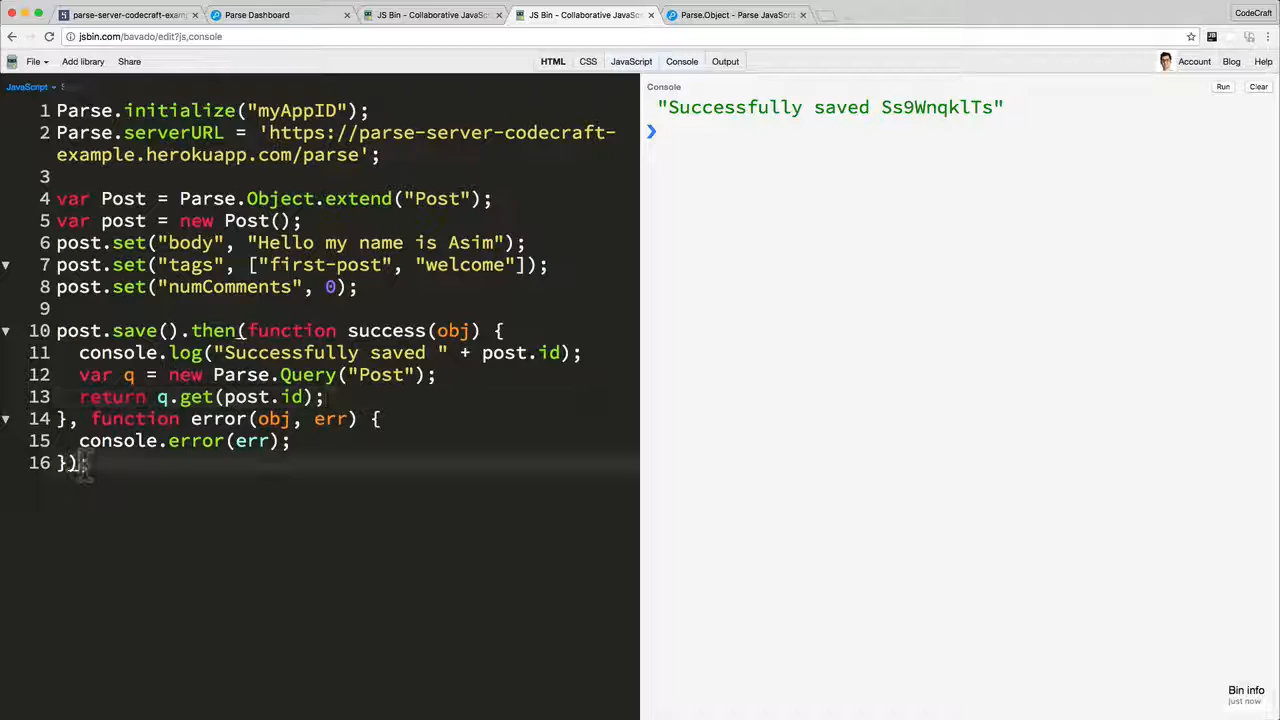 parse-server-codecraft-exam
Parse Dashboard
JS Bin - Collaborative JavaSc
JS Bin - Collaborative JavaSc
Parse.Object - Parse JavaScri
CodeCraft
jsbin.com/bavado/edit?js,console
File
Add library
Share
HTML
CSS
JavaScript
Console
Output
Account
Blog
Help
JavaScript
Console
Run
Clear
1 Parse.initialize("myAppID");
2 Parse.serverURL = 'https://parse-server-codecraft-
example.herokuapp.com/parse';
3
4 var Post = Parse.Object.extend("Post");
5 var post = new Post();
6 post.set("body", "Hello my name is Asim");
7 post.set("tags", ["first-post", "welcome"]);
8 post.set("numComments", 0);
9
10 post.save().then(function success(obj) {
11 console.log("Successfully saved " + post.id);
12 var q = new Parse.Query("Post");
13 return q.get(post.id);
14 }, function error(obj, err) {
15 console.error(err);
16 });
"Successfully saved Ss9WnqklTs"
Bin info
just now